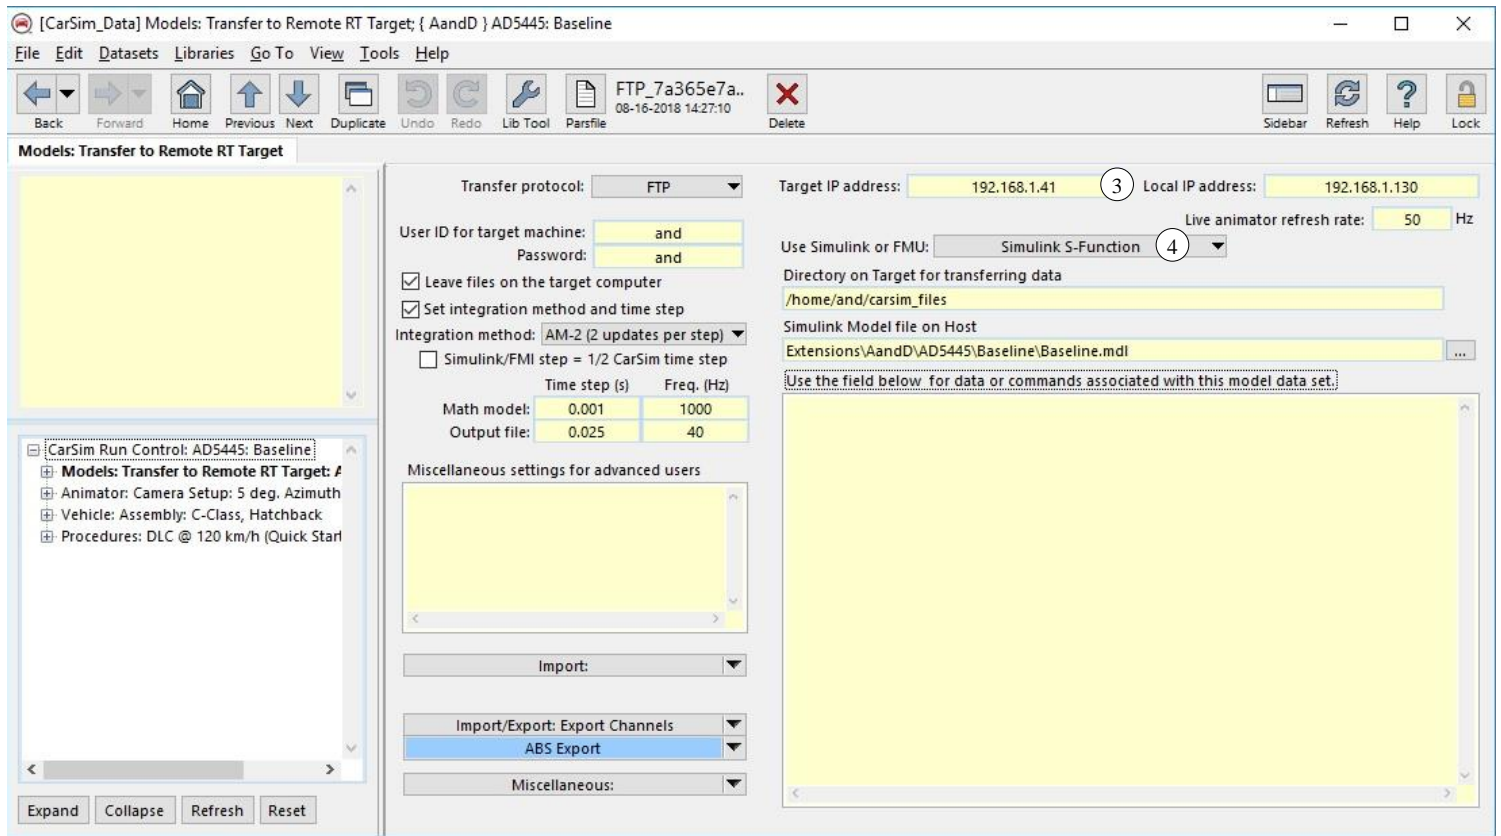 [CarSim_Data] Models: Transfer to Remote RT Target; { AandD } AD5445: Baseline
File Edit Datasets Libraries Go To View Tools Help
FTP_7a365e7a..
08-16-2018 14:27:10
Back Forward Home Previous Next Duplicate Undo Redo Lib Tool Parsfile Delete Sidebar Refresh Help Lock
Models: Transfer to Remote RT Target
CarSim Run Control: AD5445: Baseline
Models: Transfer to Remote RT Target: A
Animator: Camera Setup: 5 deg. Azimuth
Vehicle: Assembly: C-Class, Hatchback
Procedures: DLC @ 120 km/h (Quick Start
Expand Collapse Refresh Reset
Transfer protocol: FTP
User ID for target machine: and
Password: and
Leave files on the target computer
Set integration method and time step
Integration method: AM-2 (2 updates per step)
Simulink/FMI step = 1/2 CarSim time step
Time step (s) Freq. (Hz)
Math model: 0.001 1000
Output file: 0.025 40
Miscellaneous settings for advanced users
Import:
Import/Export: Export Channels
ABS Export
Miscellaneous:
Target IP address: 192.168.1.41 3 Local IP address: 192.168.1.130
Live animator refresh rate: 50 Hz
Use Simulink or FMU: Simulink S-Function 4
Directory on Target for transferring data
/home/and/carsim_files
Simulink Model file on Host
Extensions\AandD\AD5445\Baseline\Baseline.mdl ...
Use the field below for data or commands associated with this model data set.